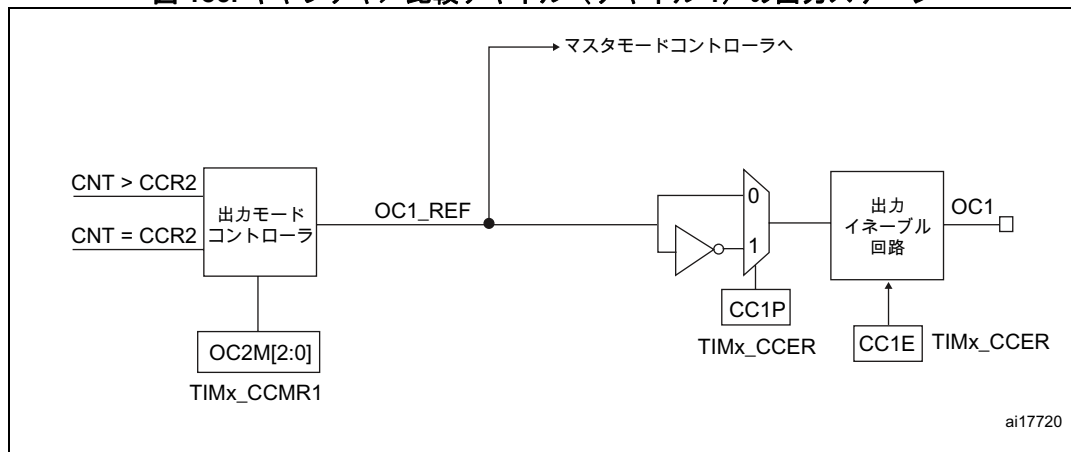 マスタモードコントローラへ
CNT > CCR2
CNT = CCR2
出力モード
コントローラ
OC1_REF
0
1
出力
イネーブル
回路
OC1
OC2M[2:0]
TIMx_CCMR1
CC1P
TIMx_CCER
CC1E
TIMx_CCER
ai17720